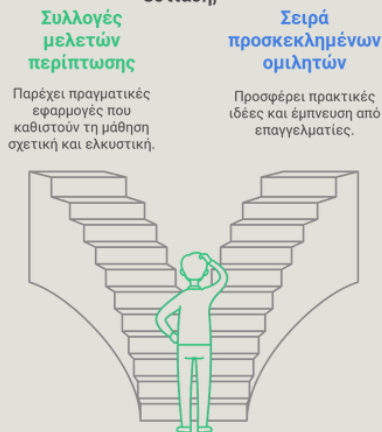 Συλλογές
μελετών
περίπτωσης
Παρέχει πραγματικές
εφαρμογές που
καθιστούν τη μάθηση
σχετική και ελκυστική.
Σειρά
προσκεκλημένων
ομιλητών
Προσφέρει πρακτικές
ιδέες και έμπνευση από
επαγγελματίες.